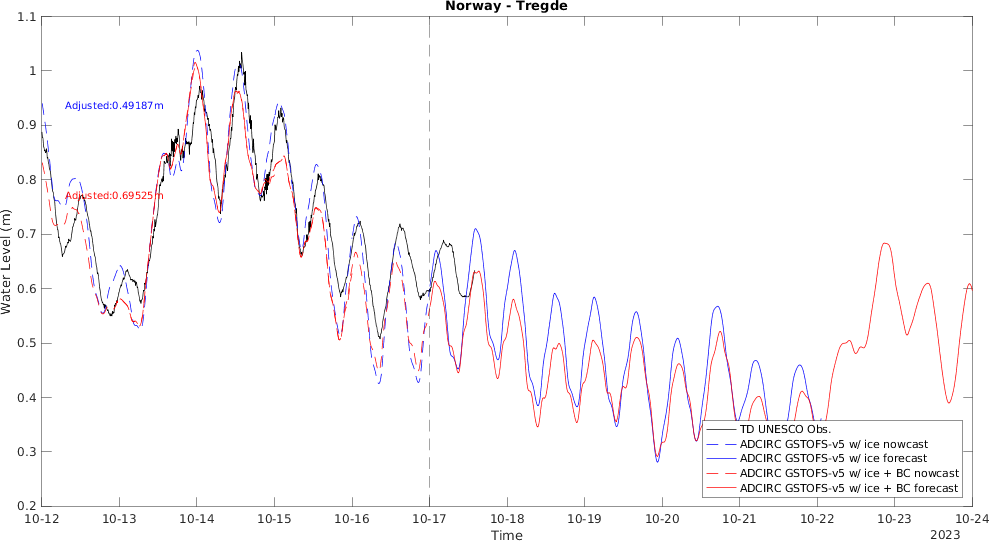 Norway - Tregde
1.1
1
0.9
0.8
0.7
0.6
0.5
0.4
0.3
0.2
Water Level (m)
Adjusted:0.49187m
Adjusted:0.69525m
TD UNESCO Obs.
ADCIRC GSTOFS-v5 w/ ice nowcast
ADCIRC GSTOFS-v5 w/ ice forecast
ADCIRC GSTOFS-v5 w/ ice + BC nowcast
ADCIRC GSTOFS-v5 w/ ice + BC forecast
10-12 10-13 10-14 10-15 10-16 10-17 10-18 10-19 10-20 10-21 10-22 10-23 10-24
Time
2023